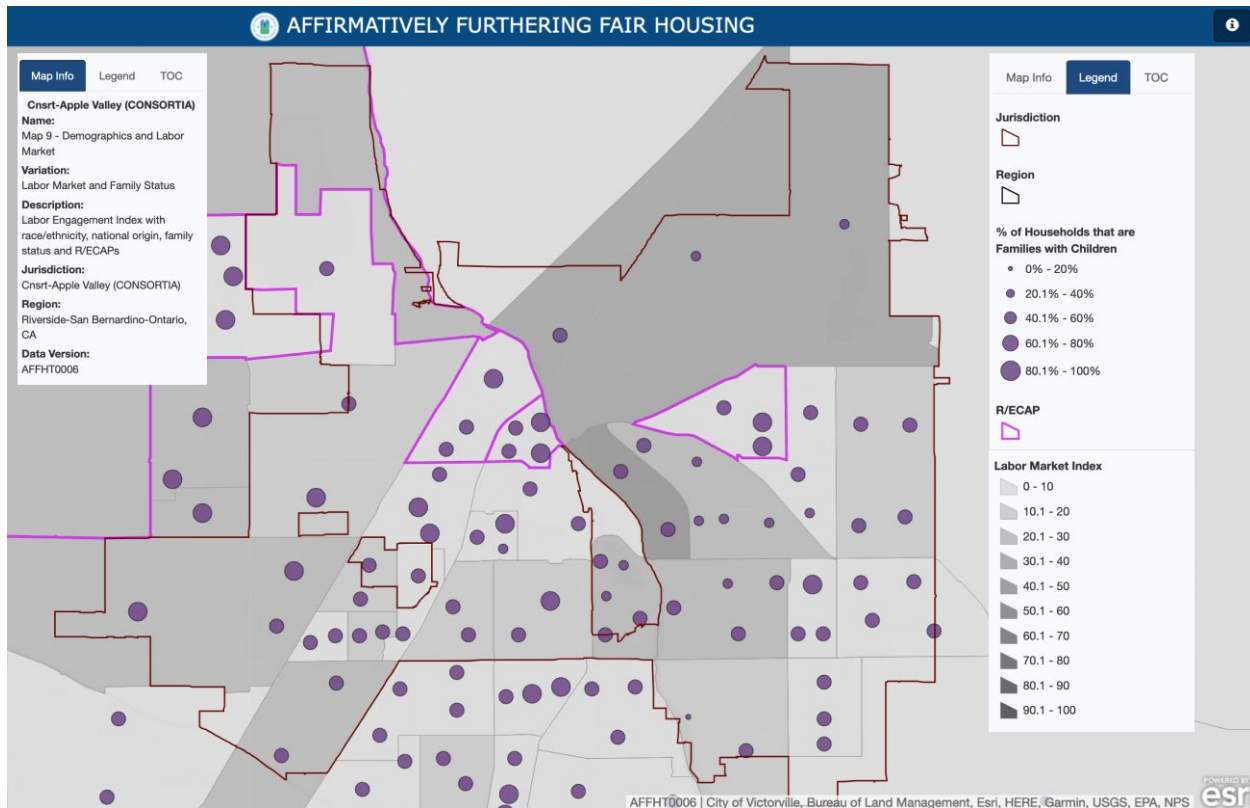 AFFIRMATIVELY FURTHERING FAIR HOUSING
Map Info Legend TOC
Cnsrt-Apple Valley (CONSORTIA)
Name:
Map 9 - Demographics and Labor
Market
Variation:
Labor Market and Family Status
Description:
Labor Engagement Index with
race/ethnicity, national origin, family
status and R/ECAPs
Jurisdiction:
Cnsrt-Apple Valley (CONSORTIA)
Region:
Riverside-San Bernardino-Ontario,
CA
Data Version:
AFFHT0006
Map Info Legend TOC
Jurisdiction
Region
% of Households that are
Families with Children
0% - 20%
20.1% - 40%
40.1% - 60%
60.1% - 80%
80.1% - 100%
R/ECAP
Labor Market Index
0 - 10
10.1 - 20
20.1 - 30
30.1 - 40
40.1 - 50
50.1 - 60
60.1 - 70
70.1 - 80
80.1 - 90
90.1 - 100
POWERED BY
esri
AFFHT0006 | City of Victorville, Bureau of Land Management, Esri, HERE, Garmin, USGS, EPA, NPS